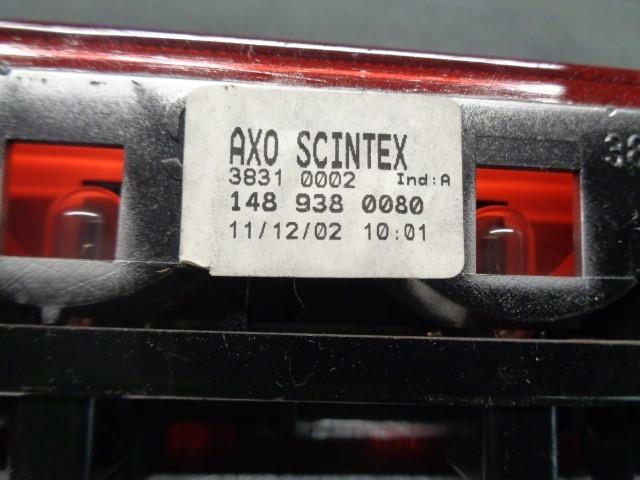 AXO SCINTEX
3831 0002 Ind:A
148 938 0080
11/12/02 10:01